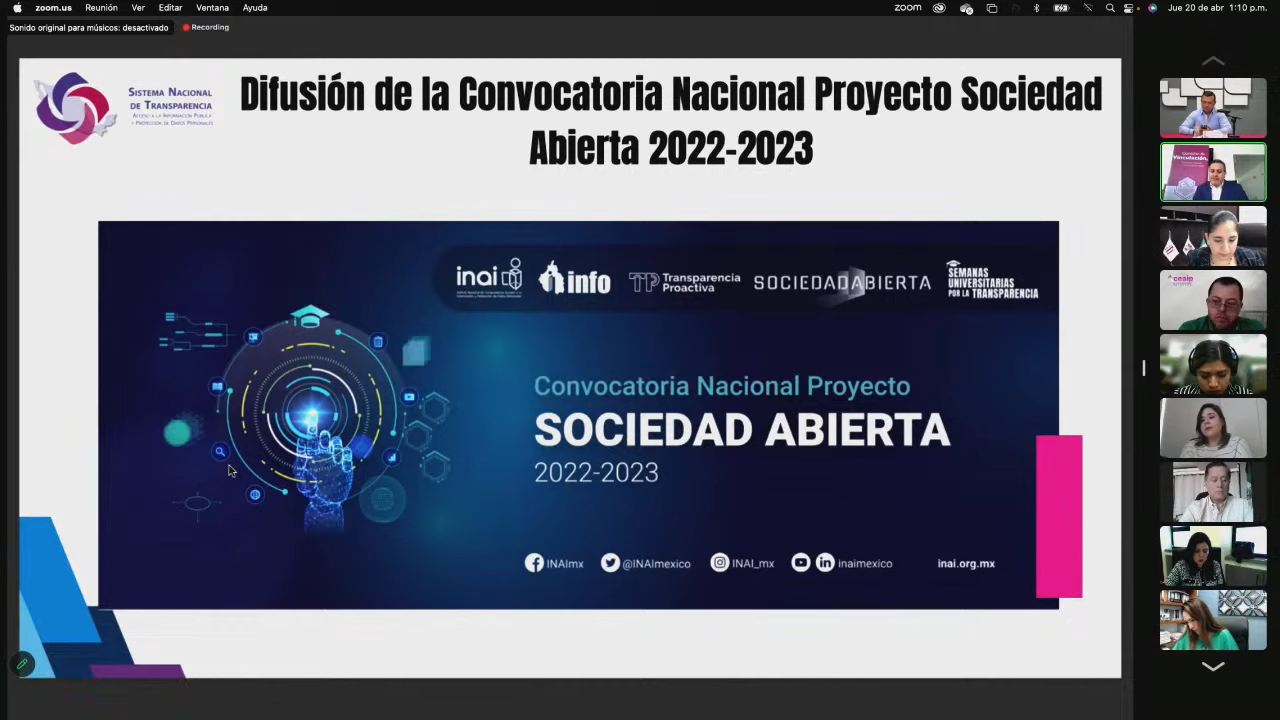 zoom.us Reunión Ver Editar Ventana Ayuda
zoom Jue 20 de abr 1:10 p.m.
Sonido original para músicos: desactivado Recording
SISTEMA NACIONAL
DE TRANSPARENCIA
ACCESO A LA INFORMACIÓN PÚBLICA
Y PROTECCIÓN DE DATOS PERSONALES
Difusión de la Convocatoria Nacional Proyecto Sociedad
Abierta 2022-2023
inai
info
TP Transparencia
Proactiva
SOCIEDADABIERTA
SEMANAS
UNIVERSITARIAS
POR LA TRANSPARENCIA
Convocatoria Nacional Proyecto
SOCIEDAD ABIERTA
2022-2023
INAImx @INAImexico INAI_mx inaimexico inai.org.mx
Vinculación,